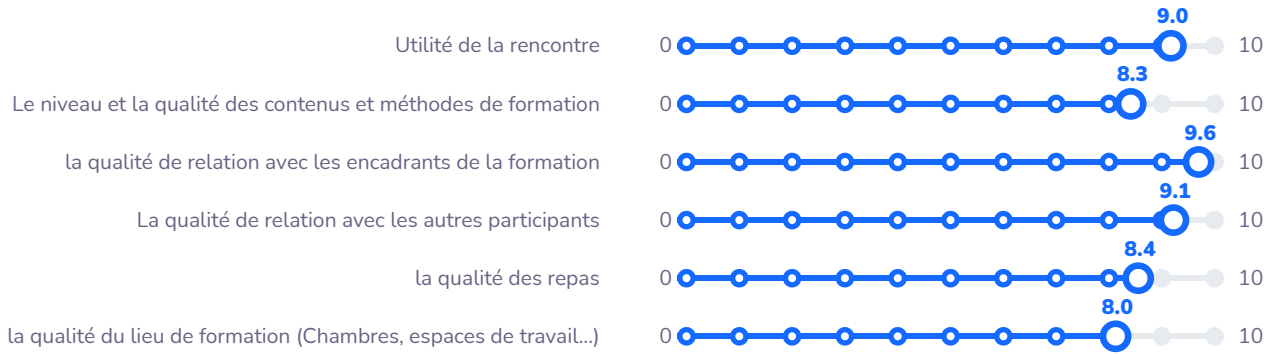 9.0
Utilité de la rencontre 0 10
8.3
Le niveau et la qualité des contenus et méthodes de formation 0 10
9.6
la qualité de relation avec les encadrants de la formation 0 10
9.1
La qualité de relation avec les autres participants 0 10
8.4
la qualité des repas 0 10
8.0
la qualité du lieu de formation (Chambres, espaces de travail...) 0 10